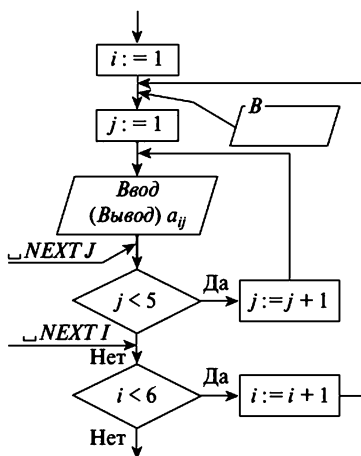 i := 1
B
j := 1
Ввод
(Вывод) aij
␣NEXT J
j < 5
Да
j := j + 1
␣NEXT I
Нет
i < 6
Да
i := i + 1
Нет